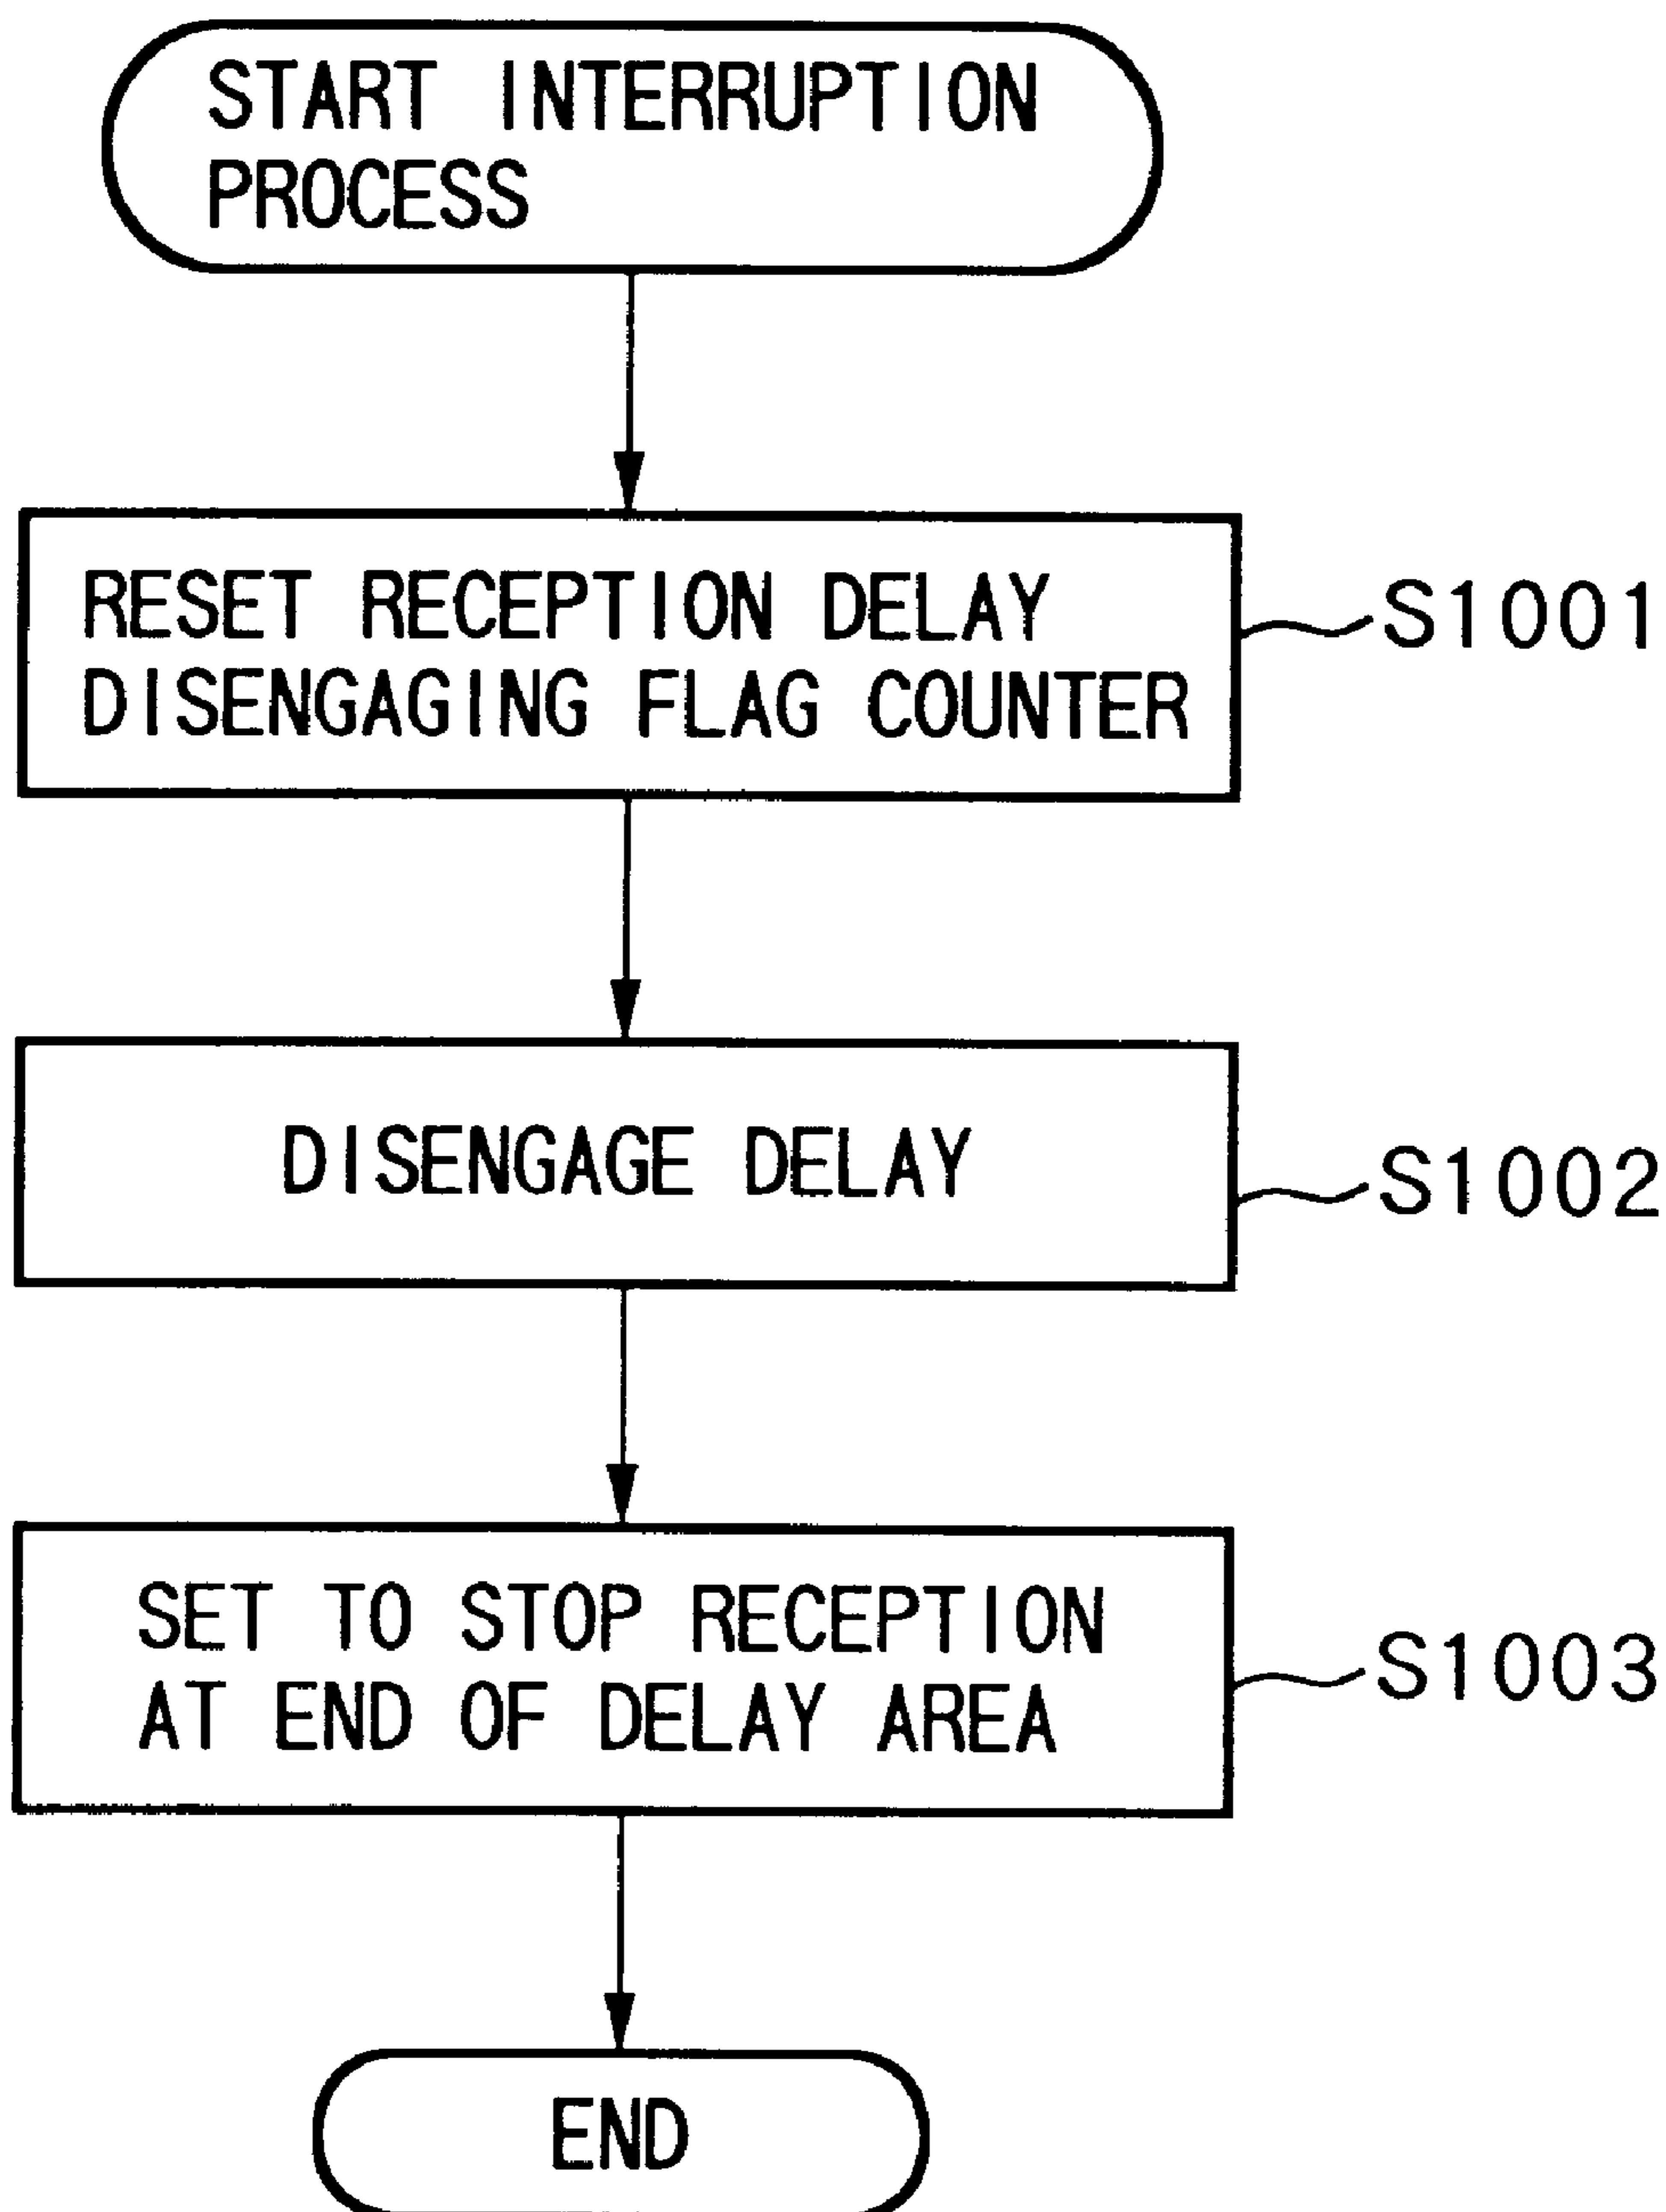 START INTERRUPTION
PROCESS
RESET RECEPTION DELAY
DISENGAGING FLAG COUNTER
S1001
DISENGAGE DELAY
S1002
SET TO STOP RECEPTION
AT END OF DELAY AREA
S1003
END